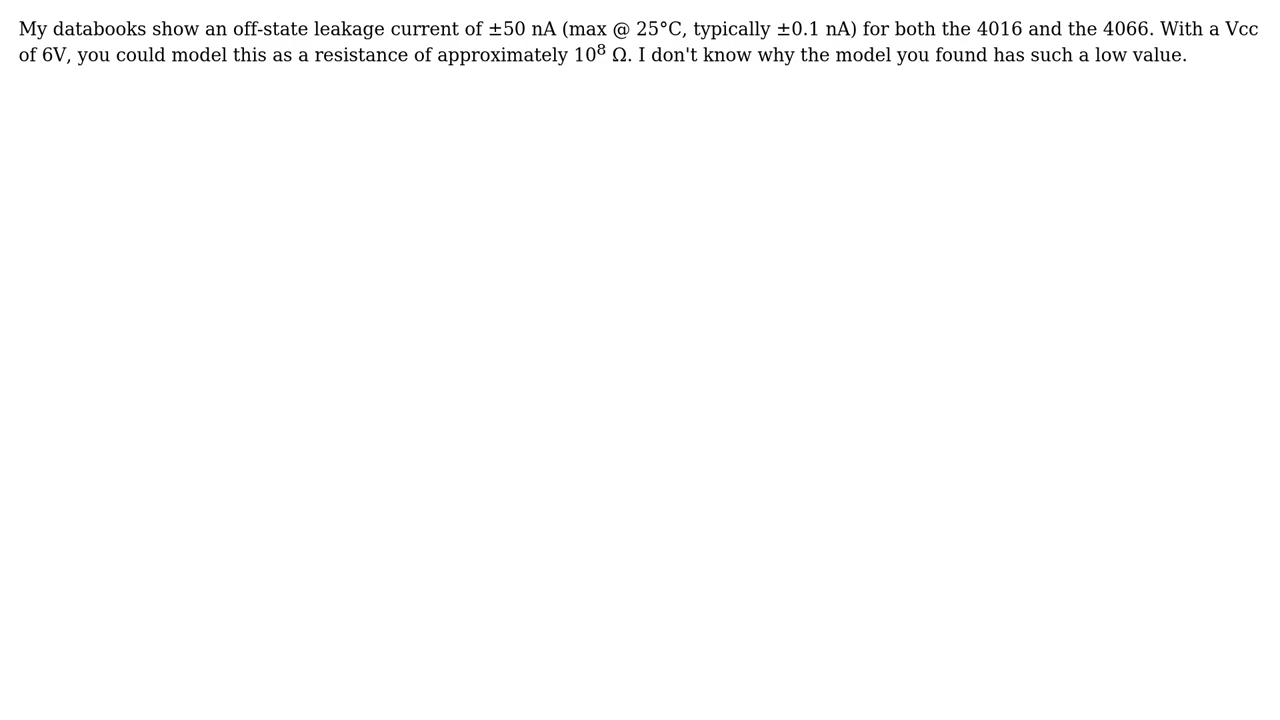 My databooks show an off-state leakage current of ±50 nA (max @ 25°C, typically ±0.1 nA) for both the 4016 and the 4066. With a Vcc
of 6V, you could model this as a resistance of approximately 10⁸ Ω. I don't know why the model you found has such a low value.